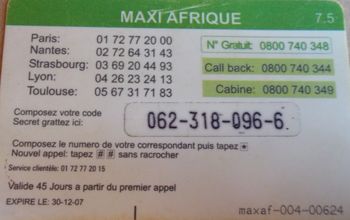 MAXI AFRIQUE 7.5
Paris: 01 72 77 20 00
Nantes: 02 72 64 31 43
Strasbourg: 03 69 20 44 93
Lyon: 04 26 23 24 13
Toulouse: 05 67 31 71 83
N° Gratuit: 0800 740 348
Call back: 0800 740 344
Cabine: 0800 740 349
Composez votre code
Secret grattez ici:
062-318-096-6
Composez le numero de votre correspondant puis tapez *
Nouvel appel: tapez # # sans racrocher
Service clientèle: 01 72 77 20 15
Valide 45 Jours a partir du premier appel
EXPIRE LE: 30-12-07
maxaf-004-00624